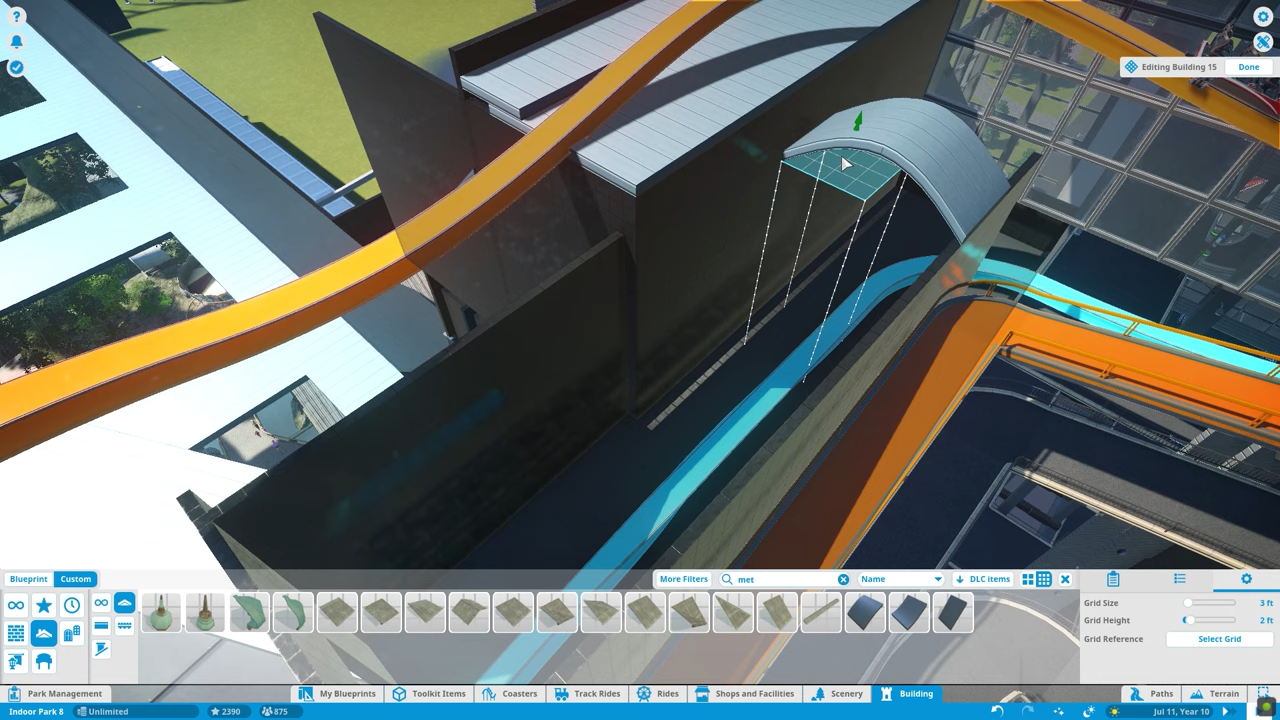 ?
Editing Building 15 Done
Blueprint Custom
More Filters met Name DLC items
Grid Size 3 ft
Grid Height 2 ft
Grid Reference Select Grid
Park Management My Blueprints Toolkit Items Coasters Track Rides Rides Shops and Facilities Scenery Building Paths Terrain
Indoor Park 8 Unlimited 2390 875 Jul 11, Year 10